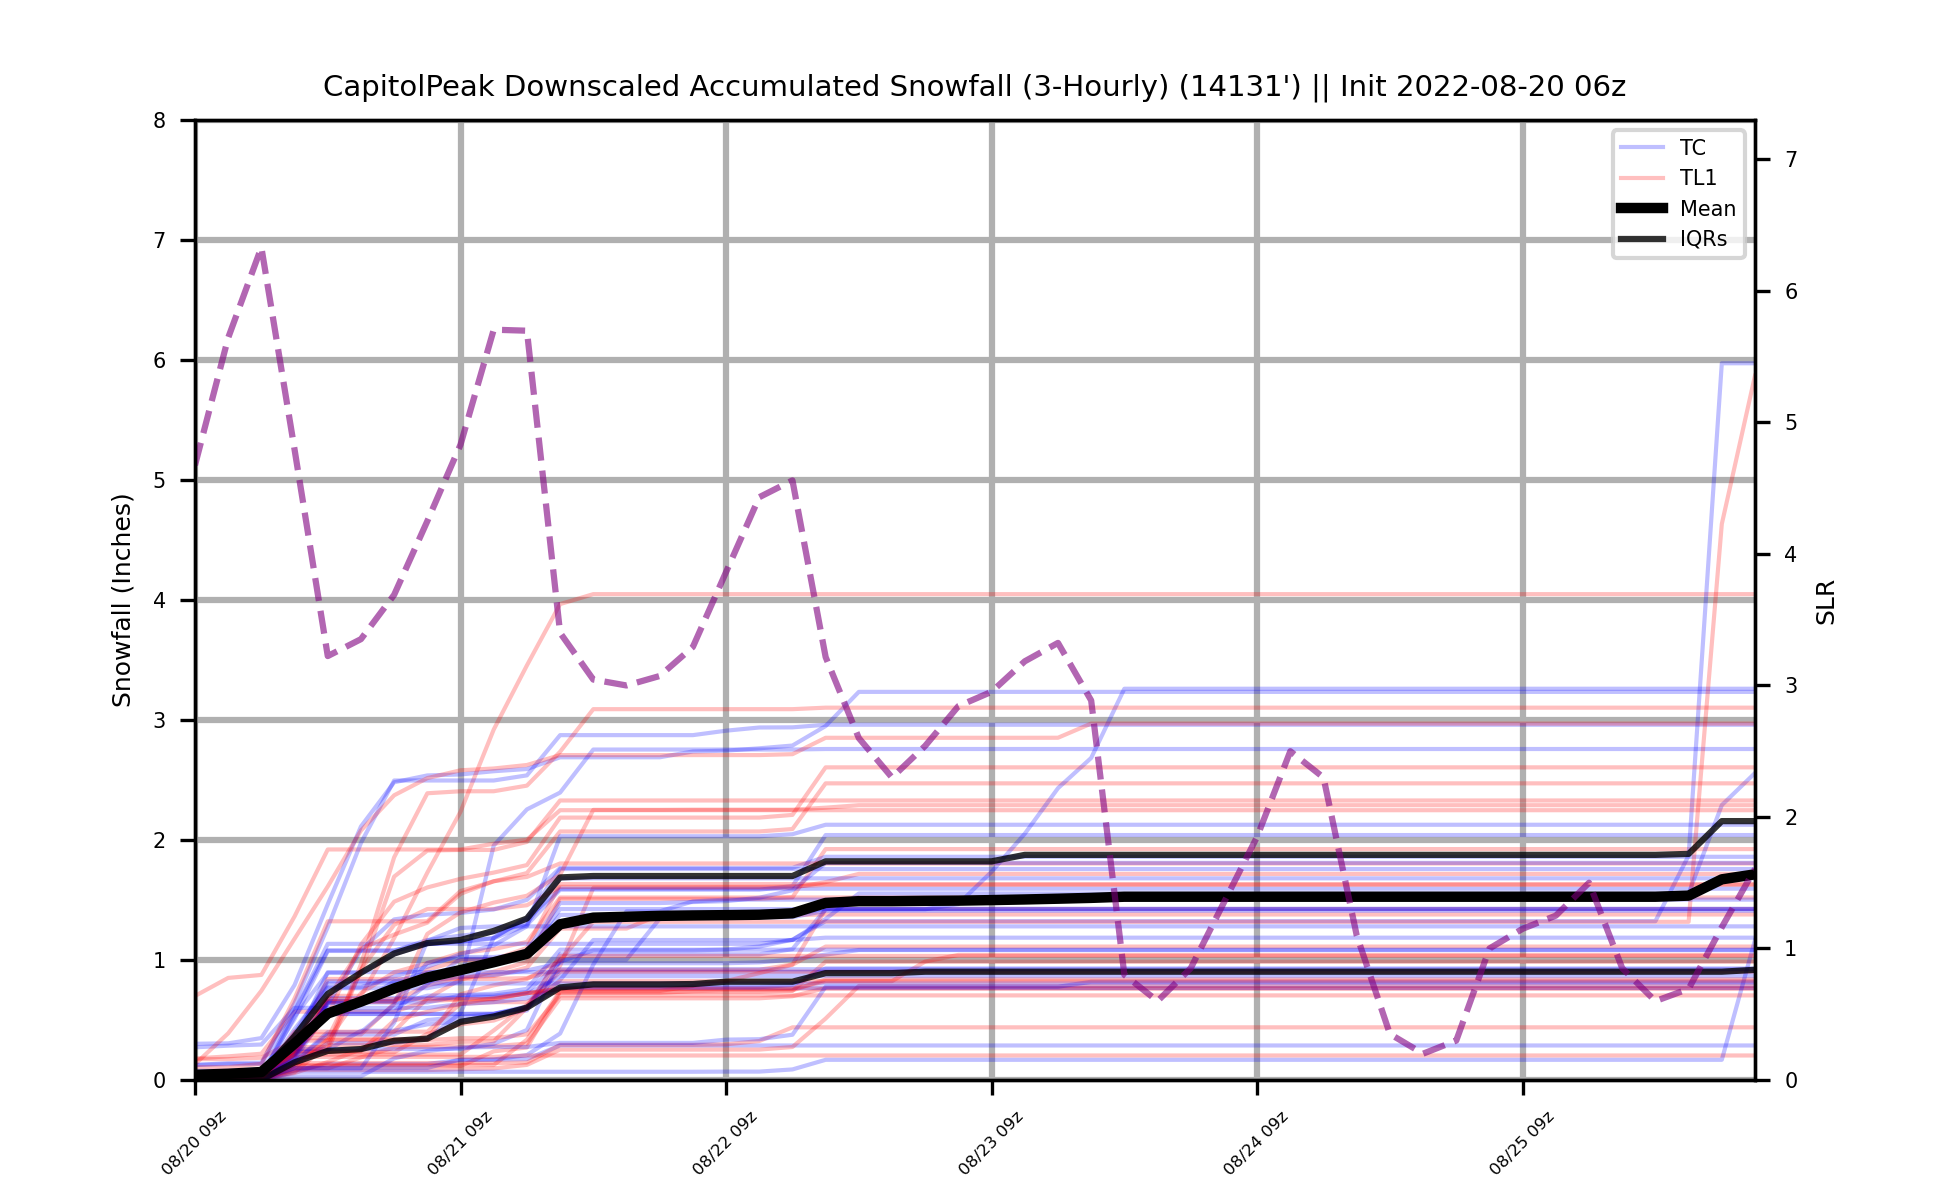 CapitolPeak Downscaled Accumulated Snowfall (3-Hourly) (14131') || Init 2022-08-20 06z
8
7
6
5
4
3
2
1
0
Snowfall (Inches)
TC
TL1
Mean
IQRs
7
6
5
4
3
2
1
0
SLR
08/20 09z
08/21 09z
08/22 09z
08/23 09z
08/24 09z
08/25 09z